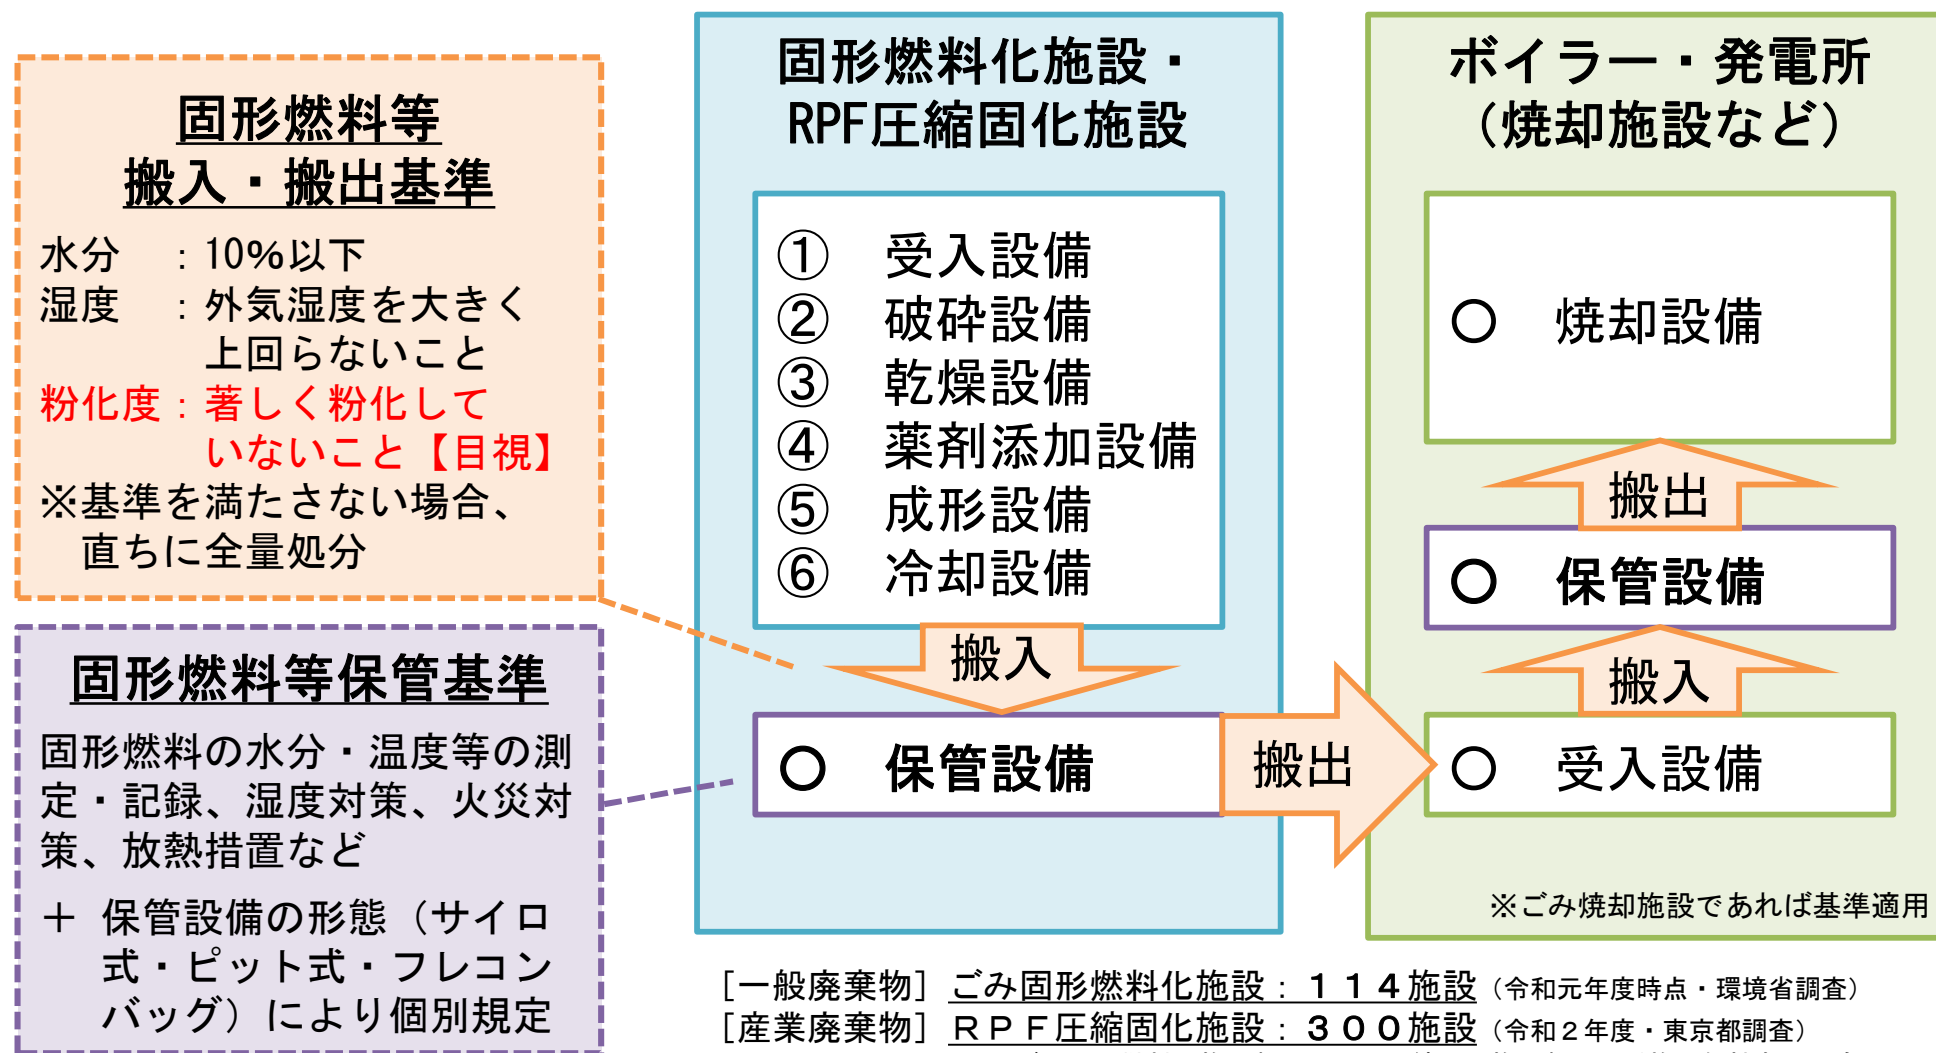 固形燃料等
搬入・搬出基準
水分　：10%以下
湿度　：外気湿度を大きく
上回らないこと
粉化度：著しく粉化して
いないこと【目視】
※基準を満たさない場合、
直ちに全量処分
固形燃料等保管基準
固形燃料の水分・温度等の測
定・記録、湿度対策、火災対
策、放熱措置など
＋ 保管設備の形態（サイロ
式・ピット式・フレコン
バッグ）により個別規定
固形燃料化施設・
RPF圧縮固化施設
①　受入設備
②　破砕設備
③　乾燥設備
④　薬剤添加設備
⑤　成形設備
⑥　冷却設備
搬入
〇　保管設備
搬出
ボイラー・発電所
（焼却施設など）
〇　焼却設備
搬出
〇　保管設備
搬入
〇　受入設備
※ごみ焼却施設であれば基準適用
［一般廃棄物］ごみ固形燃料化施設：１１４施設（令和元年度時点・環境省調査）
［産業廃棄物］ＲＰＦ圧縮固化施設：３００施設（令和２年度・東京都調査）